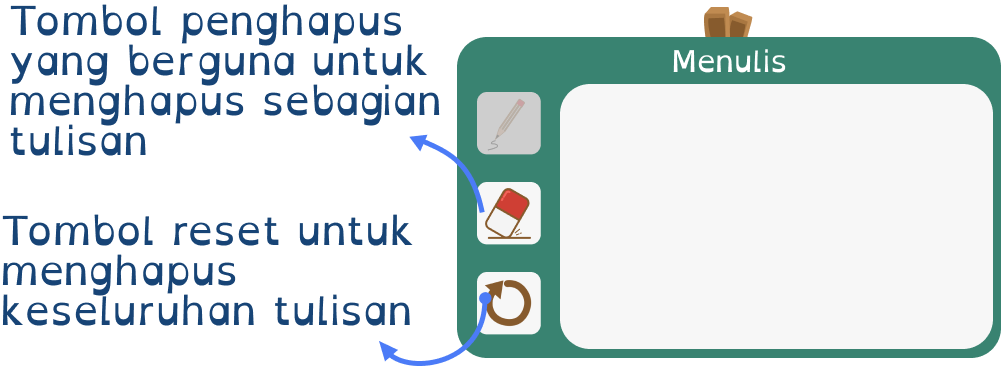 Tombol penghapus
yang berguna untuk
menghapus sebagian
tulisan
Menulis
Tombol reset untuk
menghapus
keseluruhan tulisan